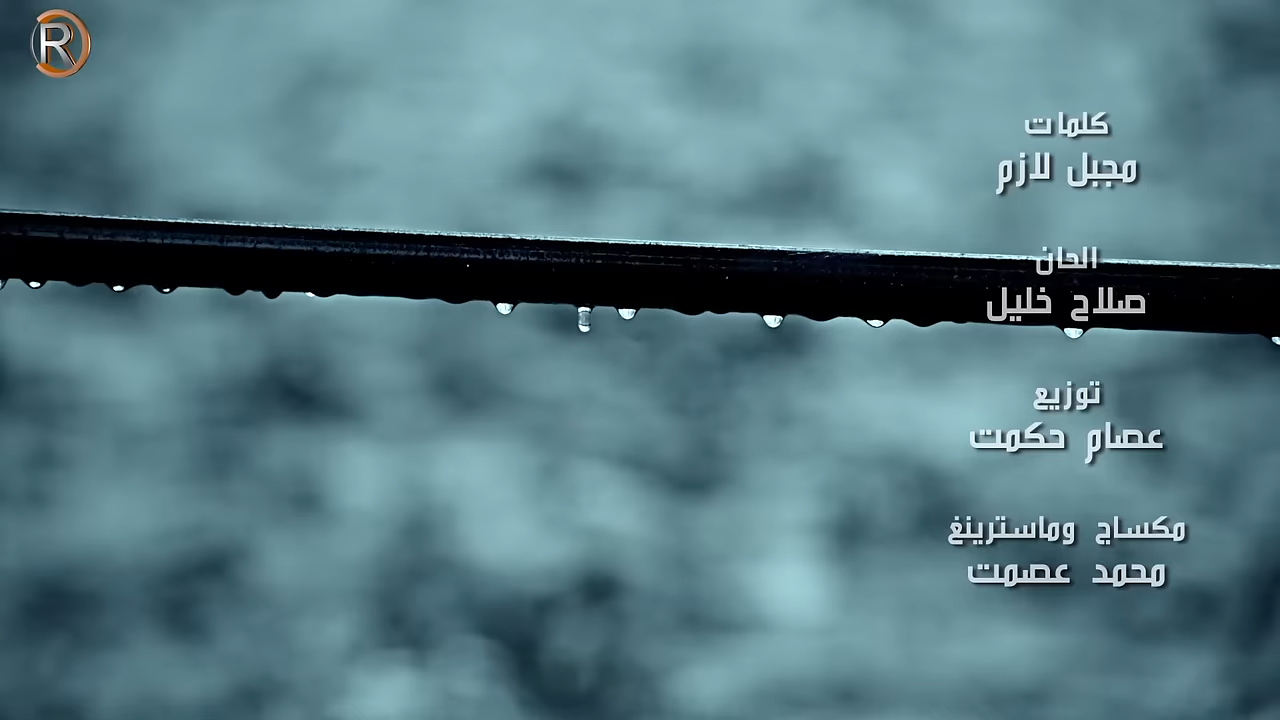 R
كلمات
مجبل لازم
الحان
صلاح خليل
توزيع
عصام حكمت
مكساج وماسترينغ
محمد عصمت